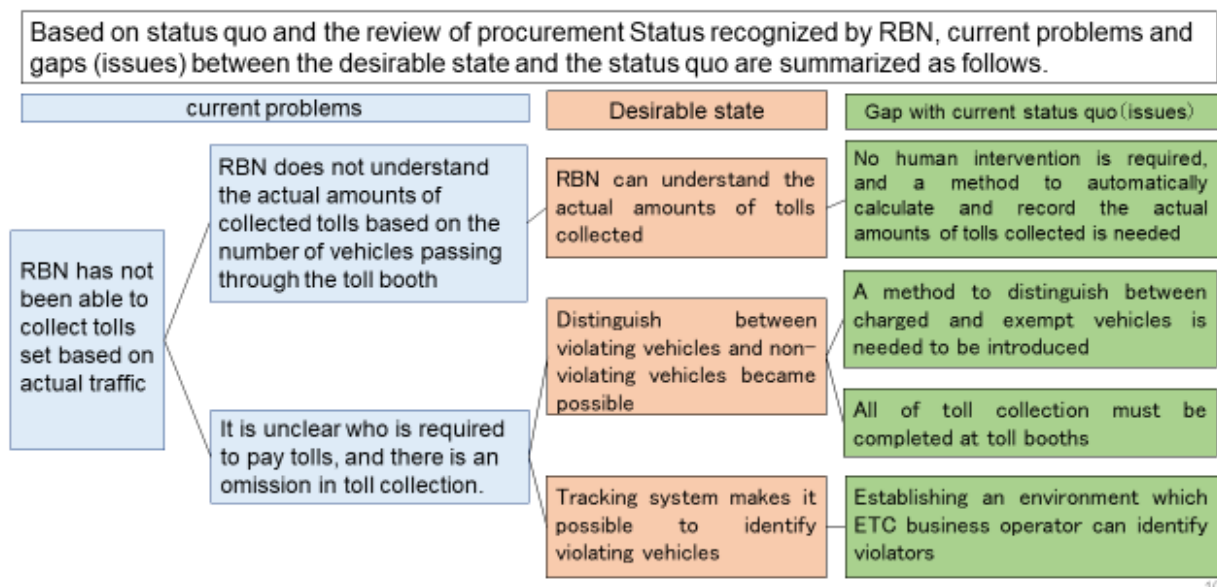 Based on status quo and the review of procurement Status recognized by RBN, current problems and
gaps (issues) between the desirable state and the status quo are summarized as follows.
current problems
Desirable state
Gap with current status quo(issues)
RBN has not
been able to
collect tolls
set based on
actual traffic
RBN does not understand
the actual amounts of
collected tolls based on the
number of vehicles passing
through the toll booth
RBN can understand the
actual amounts of tolls
collected
No human intervention is required,
and a method to automatically
calculate and record the actual
amounts of tolls collected is needed
It is unclear who is required
to pay tolls, and there is an
omission in toll collection.
Distinguish between
violating vehicles and non-
violating vehicles became
possible
A method to distinguish between
charged and exempt vehicles is
needed to be introduced
All of toll collection must be
completed at toll booths
Tracking system makes it
possible to identify
violating vehicles
Establishing an environment which
ETC business operator can identify
violators